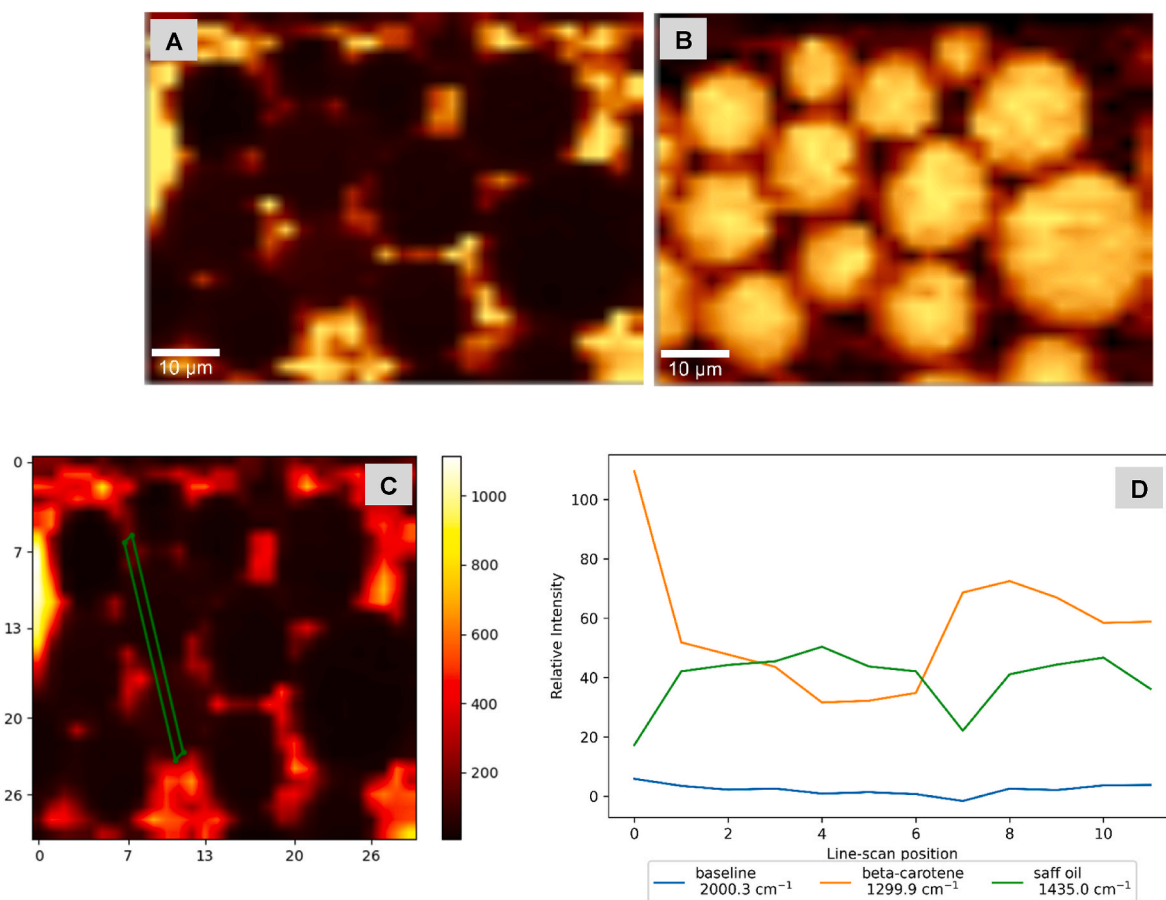 A
B
10 µm
10 µm
C
0
7
13
20
26
0
7
13
20
26
1000
800
600
400
200
D
Relative Intensity
100
80
60
40
20
0
0
2
4
6
8
10
Line-scan position
baseline
2000.3 cm⁻¹
beta-carotene
1299.9 cm⁻¹
saff oil
1435.0 cm⁻¹